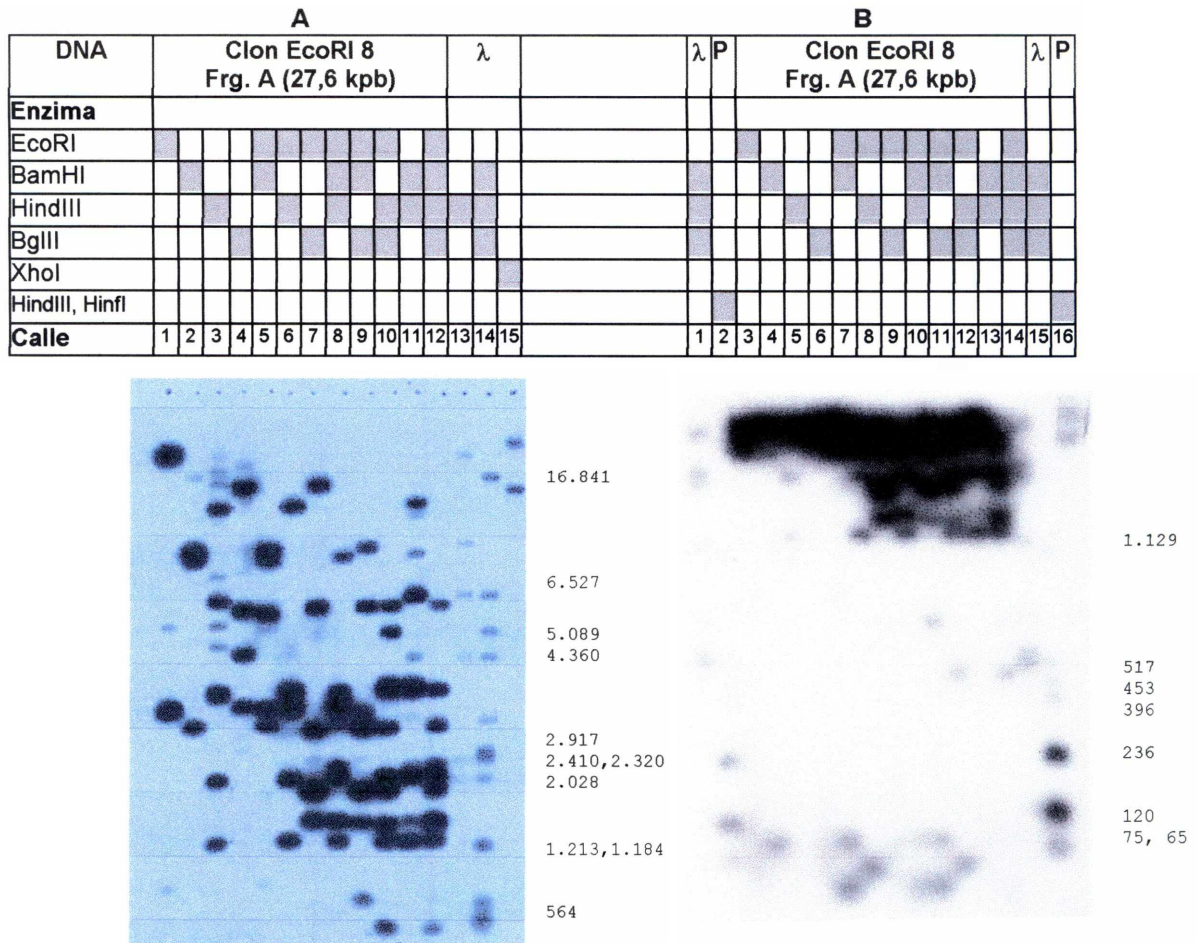 A B
DNA Clon EcoRI 8 λ λ P Clon EcoRI 8 λ P
Frg. A (27,6 kpb) Frg. A (27,6 kpb)
Enzima
EcoRI
BamHI
HindIII
BglII
XhoI
HindIII, HinfI
Calle 1 2 3 4 5 6 7 8 9 10 11 12 13 14 15 1 2 3 4 5 6 7 8 9 10 11 12 13 14 15 16
16.841
6.527
5.089
4.360
2.917
2.410,2.320
2.028
1.213,1.184
564
1.129
517
453
396
236
120
75, 65